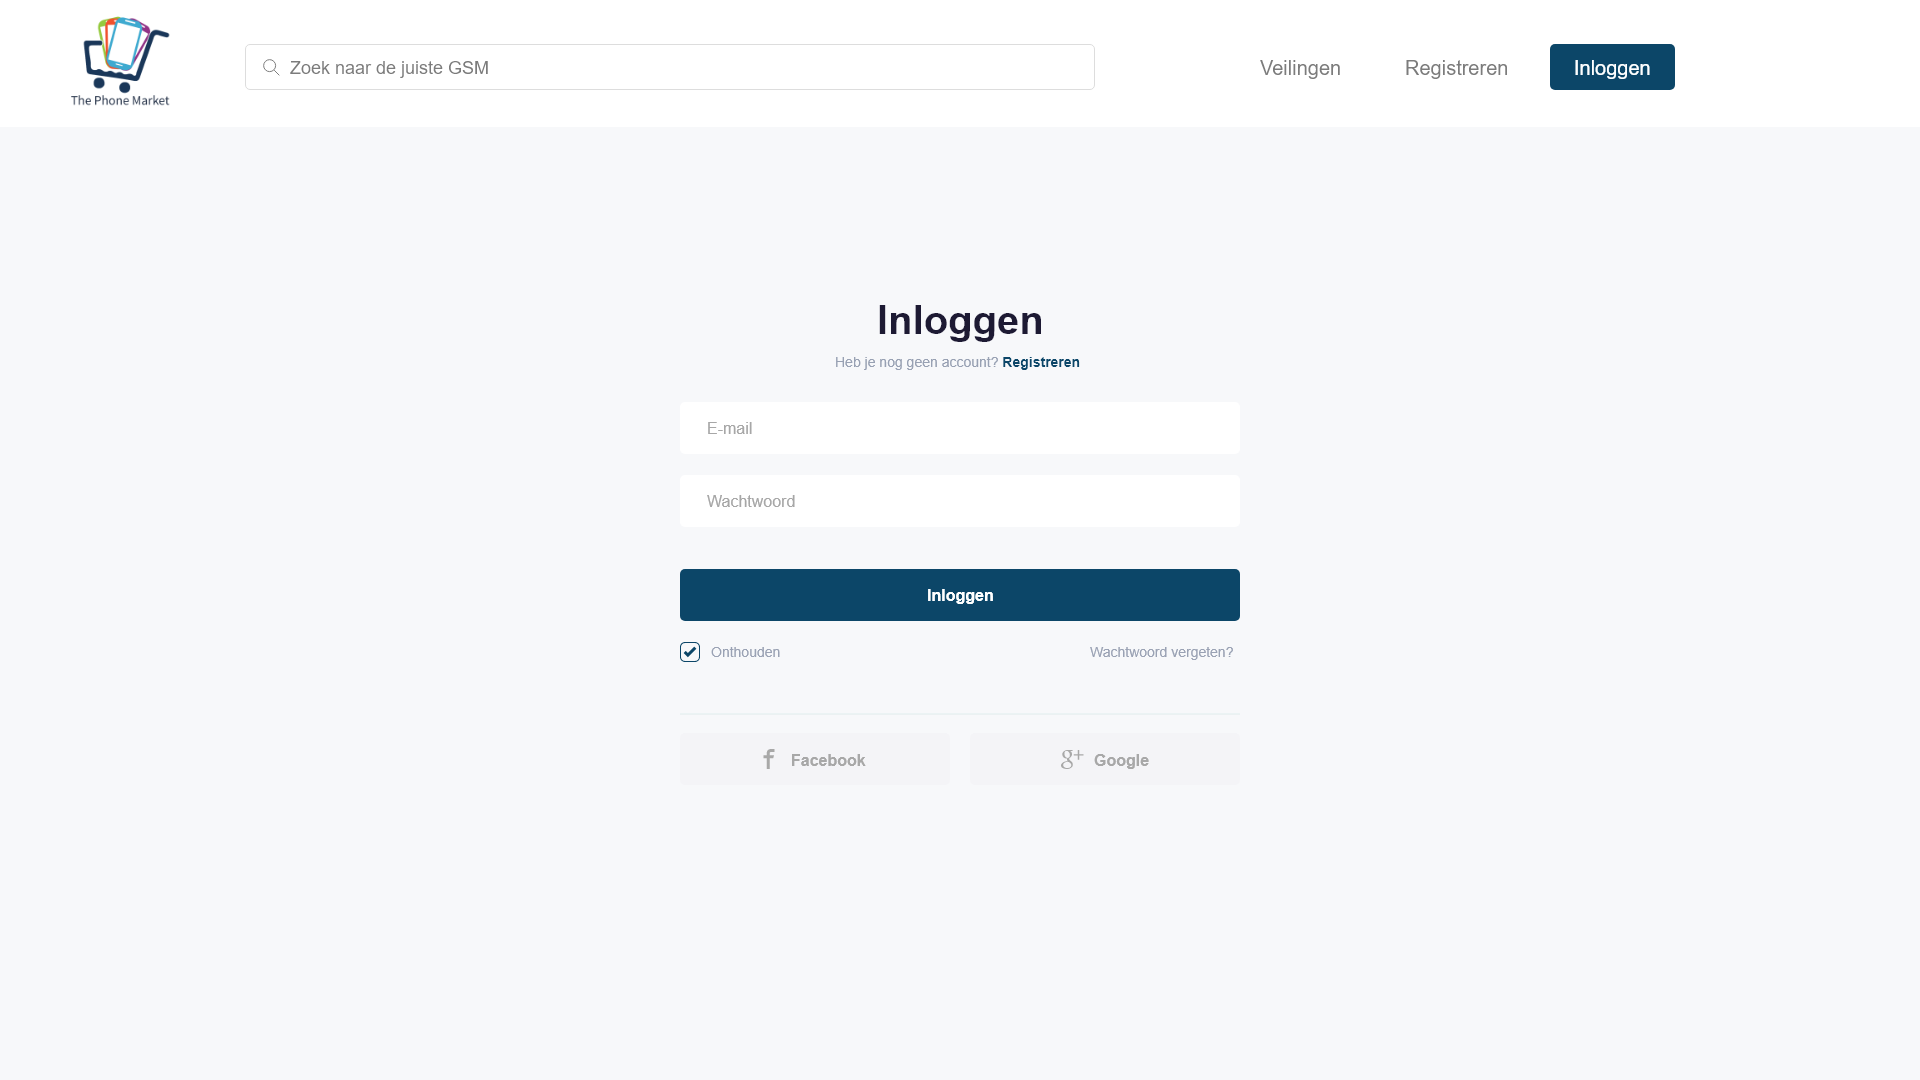 The Phone Market
Zoek naar de juiste GSM
Veilingen
Registreren
Inloggen
Inloggen
Heb je nog geen account? Registreren
E-mail
Wachtwoord
Inloggen
Onthouden
Wachtwoord vergeten?
Facebook
Google